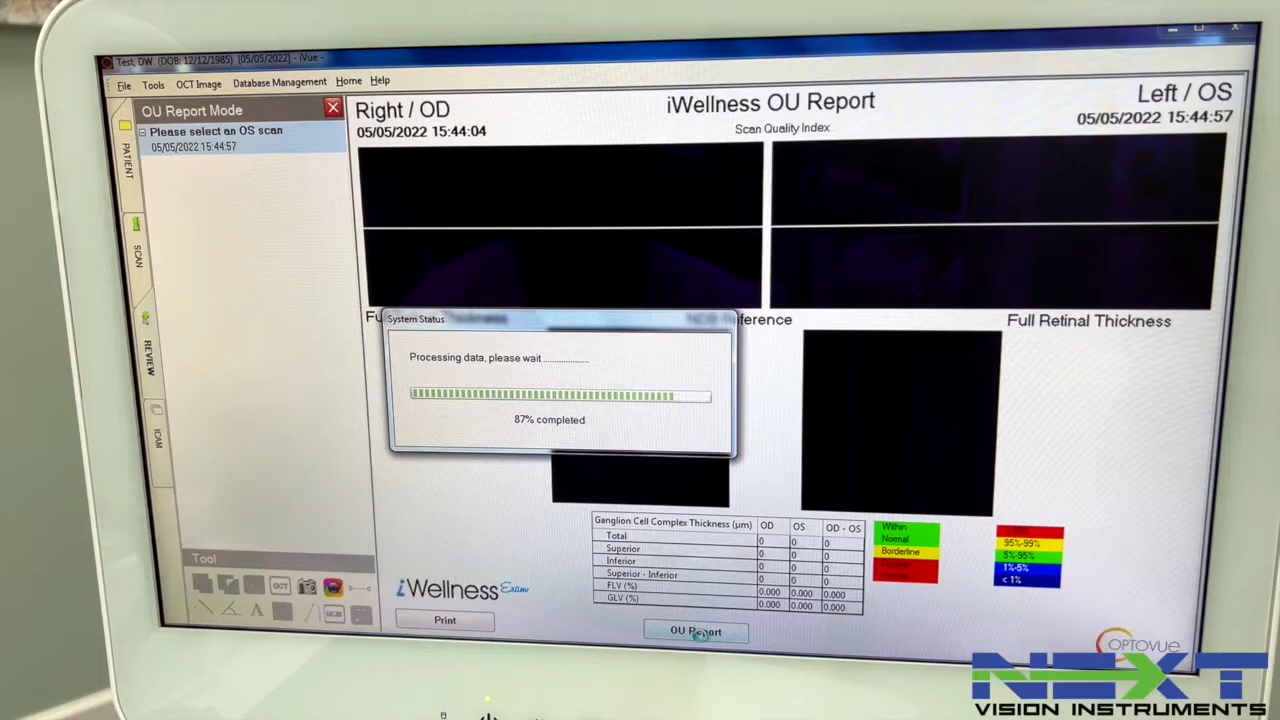 Test, DW (DOB: 12/12/1985) [05/05/2022] - iVue -
File Tools OCT Image Database Management Home Help
OU Report Mode
Please select an OS scan
05/05/2022 15:44:57
PATIENT
SCAN
REVIEW
ICAM
Right / OD
iWellness OU Report
Left / OS
05/05/2022 15:44:04
Scan Quality Index
05/05/2022 15:44:57
Full Retinal Thickness
System Status
Processing data, please wait....................
87% completed
Ganglion Cell Complex Thickness (µm) OD OS OD - OS
Total 0 0 0
Superior 0 0 0
Inferior 0 0 0
Superior - Inferior 0 0 0
FLV (%) 0.000 0.000 0.000
GLV (%) 0.000 0.000 0.000
Within
Normal
Borderline
95%-99%
5%-95%
1%-5%
< 1%
Tool
OCT
iWellness Exam
Print
OU Report
OPTOVUE
NEXT
VISION INSTRUMENTS